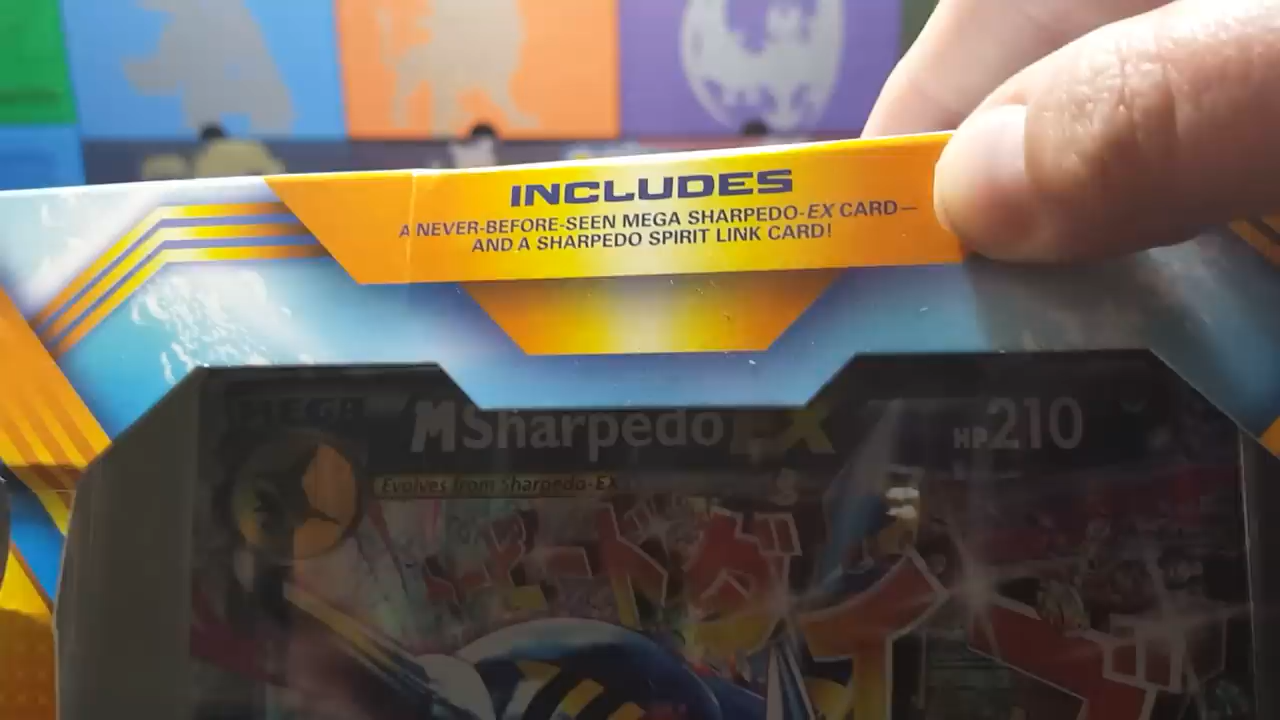 INCLUDES
A NEVER-BEFORE-SEEN MEGA SHARPEDO-EX CARD—
AND A SHARPEDO SPIRIT LINK CARD!
MEGA
MSharpedo EX
HP210
Evolves from Sharpedo-EX